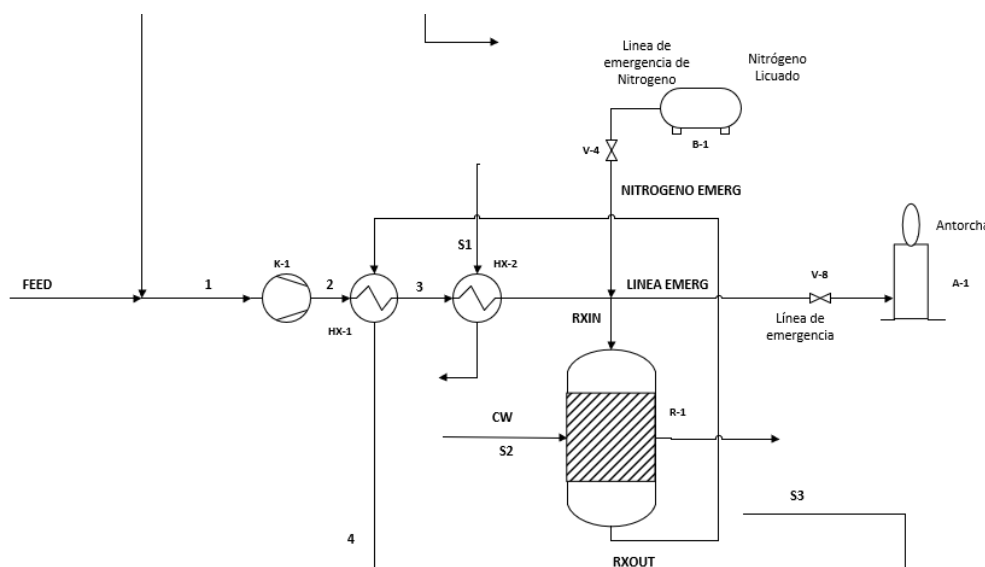 Linea de
emergencia de
Nitrogeno
Nitrógeno
Licuado
V-4
B-1
NITROGENO EMERG
S1
HX-2
Antorcha
FEED
1
K-1
2
3
HX-1
LINEA EMERG
V-8
A-1
RXIN
Línea de
emergencia
CW
R-1
S2
S3
4
RXOUT